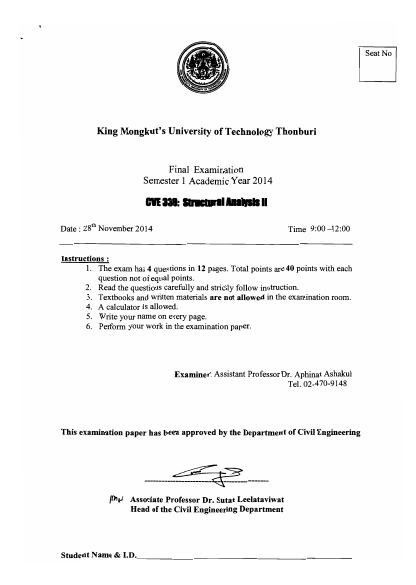 Seat No
King Mongkut's University of Technology Thonburi
Final Examination
Semester 1 Academic Year 2014
CVE 338: Structural Analysis II
Date : 28th November 2014 Time 9:00 –12:00
Instructions :
1. The exam has 4 questions in 12 pages. Total points are 40 points with each
question not of equal points.
2. Read the questions carefully and strictly follow instruction.
3. Textbooks and written materials are not allowed in the examination room.
4. A calculator is allowed.
5. Write your name on every page.
6. Perform your work in the examination paper.
Examiner: Assistant Professor Dr. Aphinat Ashakul
Tel. 02-470-9148
This examination paper has been approved by the Department of Civil Engineering
Associate Professor Dr. Sutat Leelataviwat
Head of the Civil Engineering Department
Student Name & I.D.